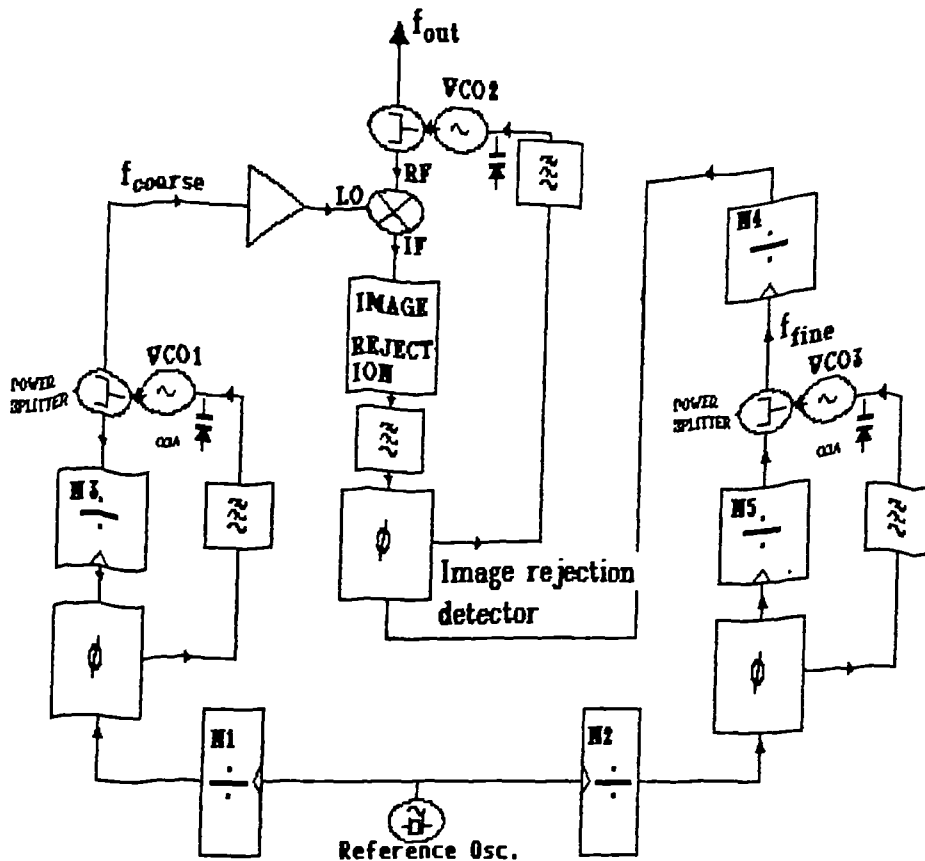 fout
VCO2
RF
fcoarse
LO
IF
IMAGE
REJECT
ION
N4
ffine
VCO1
VCO3
POWER
SPLITTER
POWER
SPLITTER
N3
N5
Image rejection
detector
ϕ
ϕ
ϕ
N1
N2
Reference Osc.